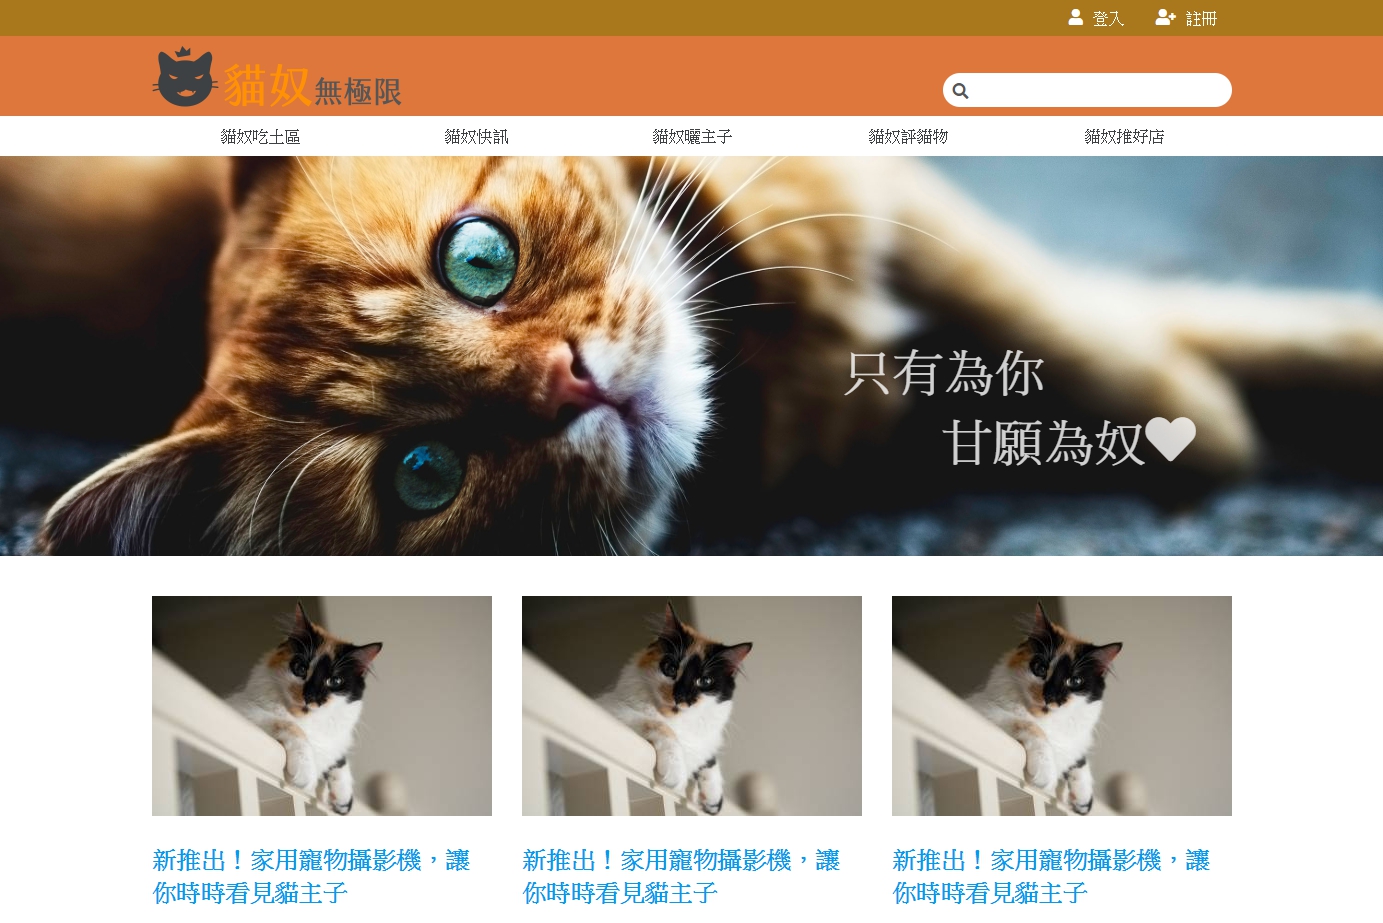 登入 註冊
貓奴無極限
貓奴吃土區 貓奴快訊 貓奴曬主子 貓奴評貓物 貓奴推好店
只有為你
甘願為奴
新推出！家用寵物攝影機，讓
你時時看見貓主子
新推出！家用寵物攝影機，讓
你時時看見貓主子
新推出！家用寵物攝影機，讓
你時時看見貓主子